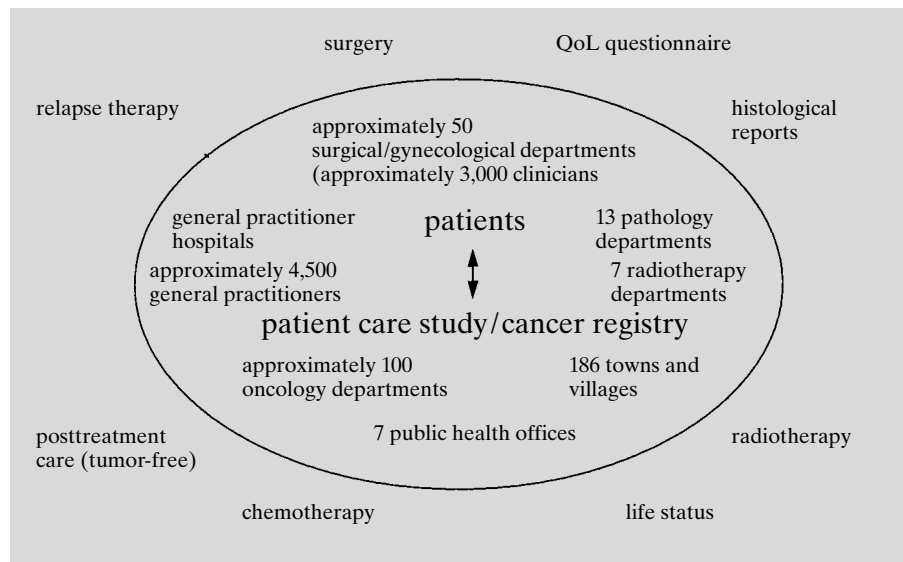 surgery
QoL questionnaire
relapse therapy
histological
reports
approximately 50
surgical/gynecological departments
(approximately 3,000 clinicians
general practitioner
hospitals
patients
13 pathology
departments
approximately 4,500
general practitioners
7 radiotherapy
departments
patient care study/cancer registry
approximately 100
oncology departments
186 towns and
villages
7 public health offices
posttreatment
care (tumor-free)
radiotherapy
chemotherapy
life status